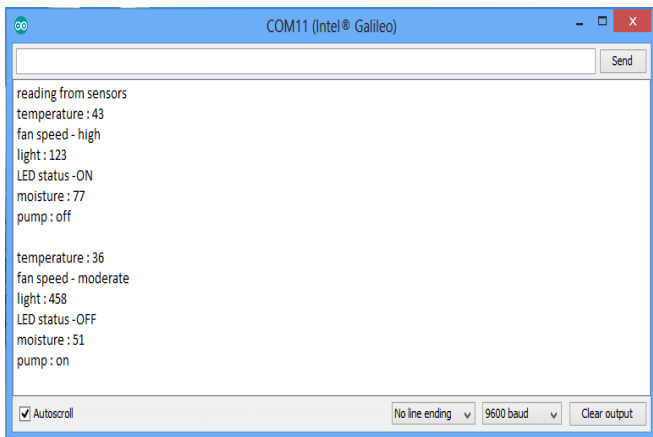 COM11 (Intel® Galileo)
Send
reading from sensors
temperature : 43
fan speed - high
light : 123
LED status -ON
moisture : 77
pump : off
temperature : 36
fan speed - moderate
light : 458
LED status -OFF
moisture : 51
pump : on
Autoscroll
No line ending
9600 baud
Clear output